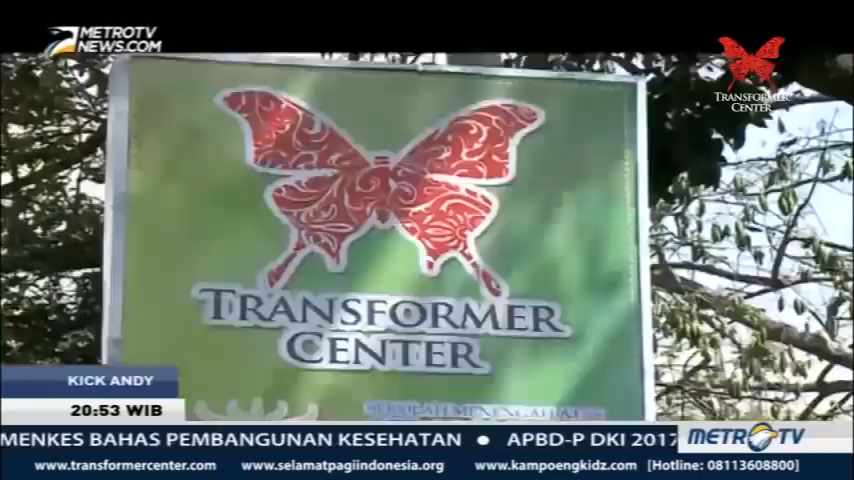 METROTV
NEWS.COM
TRANSFORMER
CENTER
TRANSFORMER
CENTER
KICK ANDY
20:53 WIB
MENKES BAHAS PEMBANGUNAN KESEHATAN ● APBD-P DKI 2017
METRO TV
www.transformercenter.com www.selamatpagiindonesia.org www.kampoengkidz.com [Hotline: 08113608800]